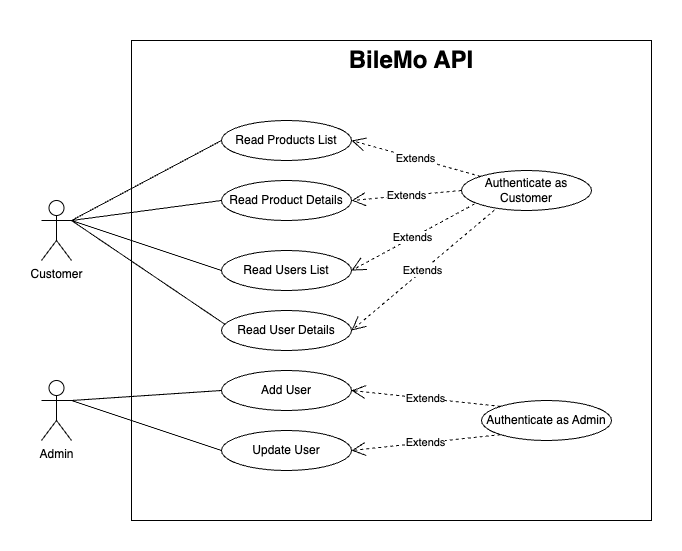 BileMo API
Read Products List
Extends
Authenticate as
Customer
Read Product Details
Extends
Extends
Customer
Read Users List
Extends
Read User Details
Add User
Extends
Authenticate as Admin
Admin
Update User
Extends